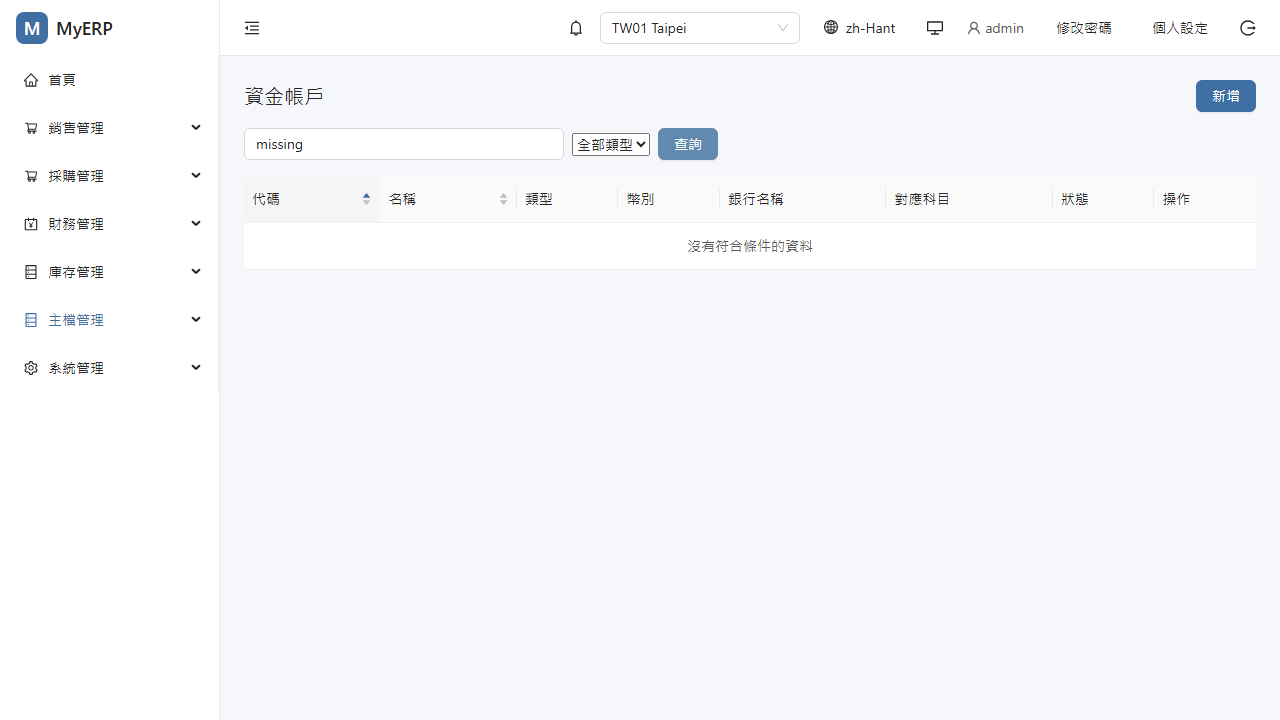 M MyERP
TW01 Taipei
zh-Hant
admin
修改密碼
個人設定
首頁
銷售管理
採購管理
財務管理
庫存管理
主檔管理
系統管理
資金帳戶
新增
missing
全部類型
查詢
代碼 名稱 類型 幣別 銀行名稱 對應科目 狀態 操作
沒有符合條件的資料